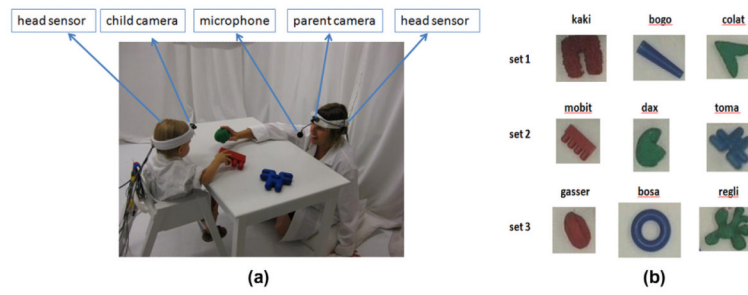 head sensor child camera microphone parent camera head sensor
kaki bogo colat
set 1
mobit dax toma
set 2
gasser bosa regli
set 3
(a) (b)